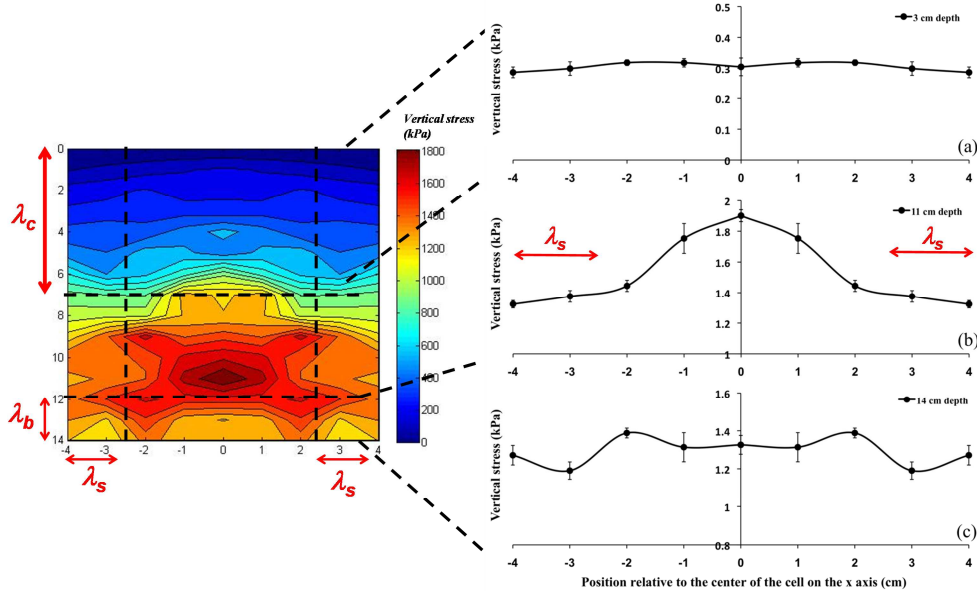 Vertical stress
(kPa)
0
2
4
6
8
10
12
14
-4 -3 -2 -1 0 1 2 3 4
λc
λb
λs
λs
1800
1600
1400
1200
1000
800
600
400
200
0
Vertical stress (kPa)
0.5
0.4
0.3
0.2
0.1
0
3 cm depth
(a)
-4 -3 -2 -1 0 1 2 3 4
Vertical stress (kPa)
2
1.8
1.6
1.4
1.2
1
11 cm depth
λs
λs
(b)
-4 -3 -2 -1 0 1 2 3 4
Vertical stress (kPa)
1.6
1.4
1.2
1
0.8
14 cm depth
(c)
-4 -3 -2 -1 0 1 2 3 4
Position relative to the center of the cell on the x axis (cm)